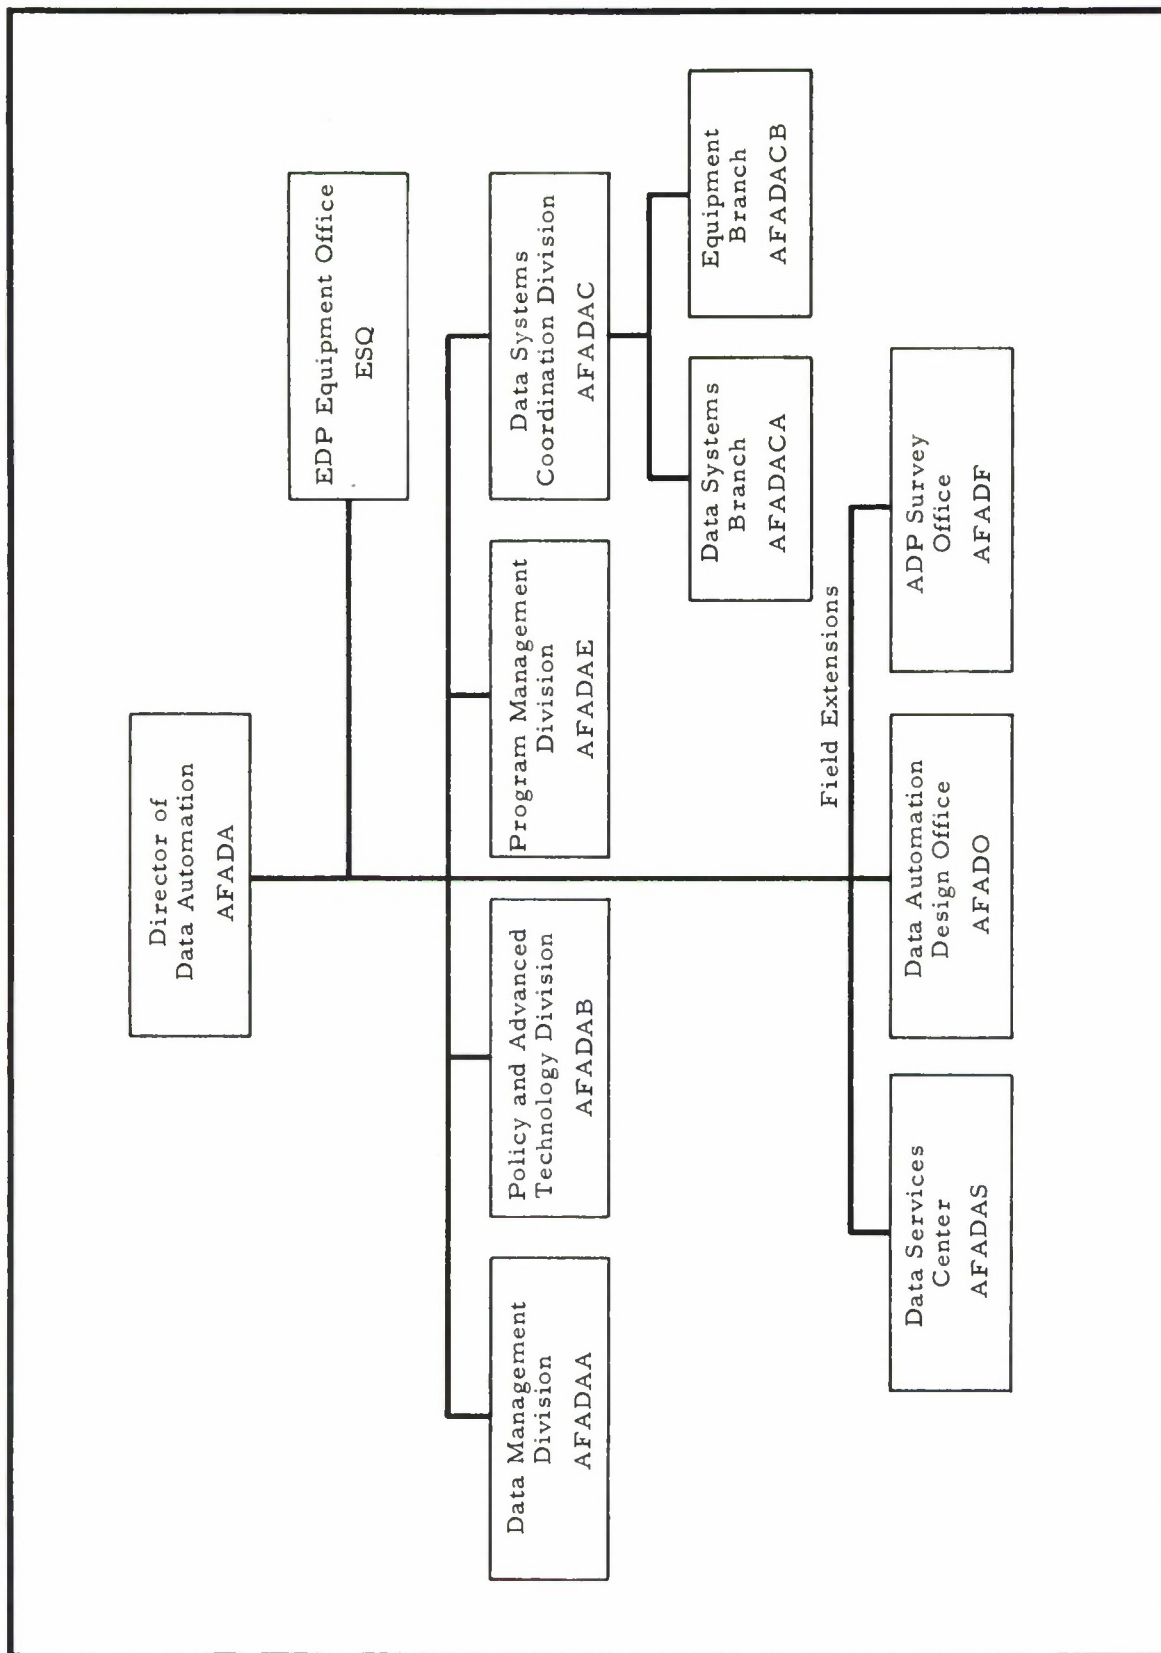 Director of
Data Automation
AFADA
EDP Equipment Office
ESQ
Data Management
Division
AFADAA
Policy and Advanced
Technology Division
AFADAB
Program Management
Division
AFADAE
Data Systems
Coordination Division
AFADAC
Data Systems
Branch
AFADACA
Equipment
Branch
AFADACB
Field Extensions
Data Services
Center
AFADAS
Data Automation
Design Office
AFADO
ADP Survey
Office
AFADF